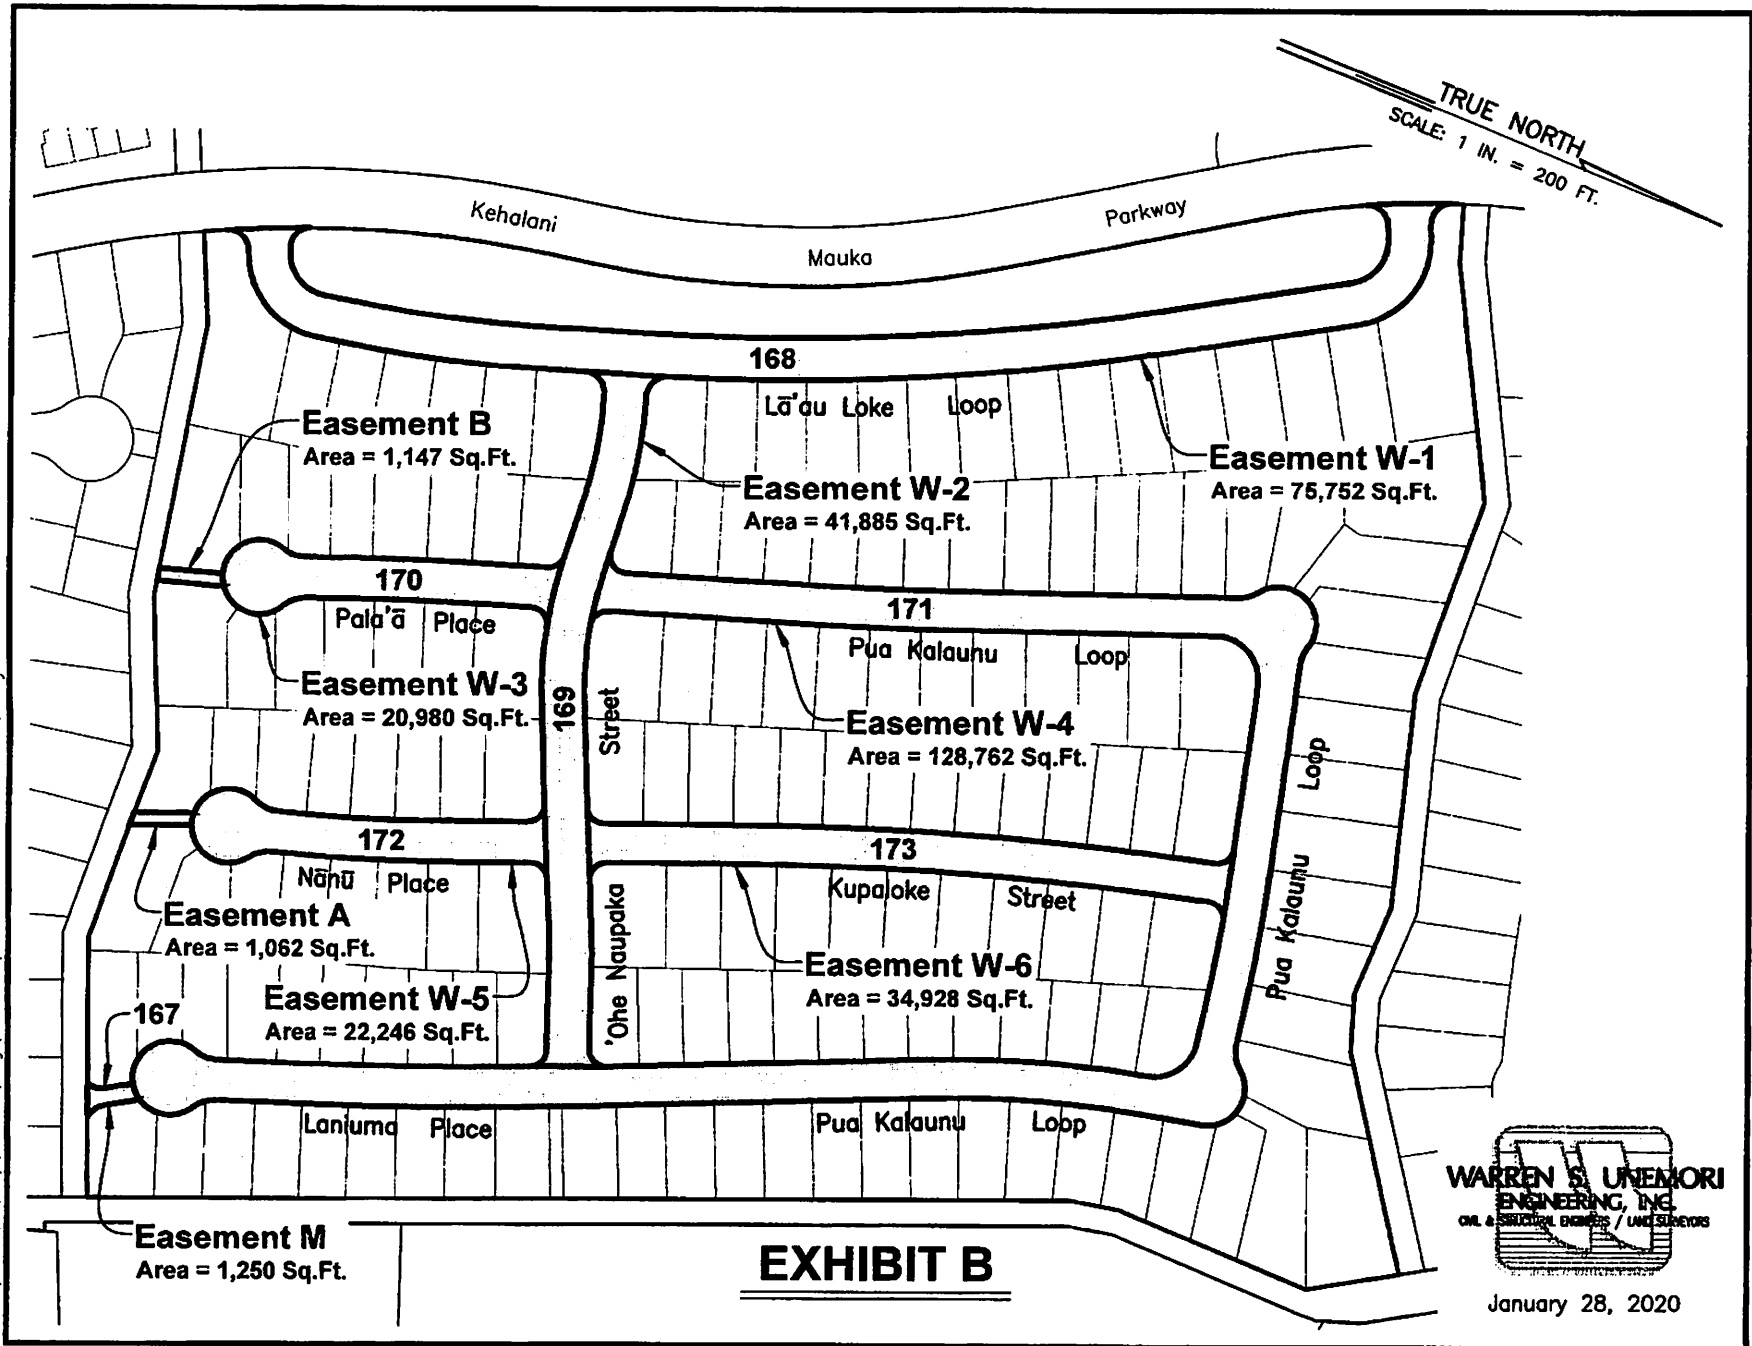 TRUE NORTH
SCALE: 1 IN. = 200 FT.
Kehalani
Mauka
Parkway
168
Lā'au Loke Loop
Easement B
Area = 1,147 Sq.Ft.
Easement W-2
Area = 41,885 Sq.Ft.
Easement W-1
Area = 75,752 Sq.Ft.
170
Pala'ā Place
171
Pua Kalaunu Loop
Easement W-3
Area = 20,980 Sq.Ft.
169
Street
'Ohe Naupaka
Easement W-4
Area = 128,762 Sq.Ft.
Pua Kalaunu Loop
172
Nānū Place
173
Kupaloke Street
Easement A
Area = 1,062 Sq.Ft.
Easement W-5
Area = 22,246 Sq.Ft.
Easement W-6
Area = 34,928 Sq.Ft.
167
Laniuma Place
Pua Kalaunu Loop
Easement M
Area = 1,250 Sq.Ft.
EXHIBIT B
WARREN S. UNEMORI
ENGINEERING, INC.
CIVIL & STRUCTURAL ENGINEERS / LAND SURVEYORS
January 28, 2020